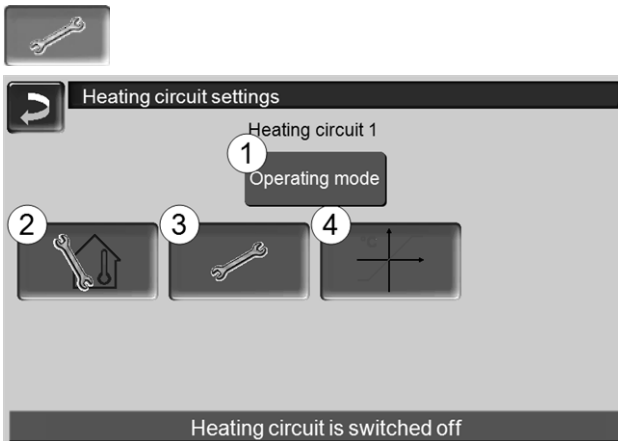 Heating circuit settings
Heating circuit 1
1
Operating mode
2
3
4
°C
Heating circuit is switched off